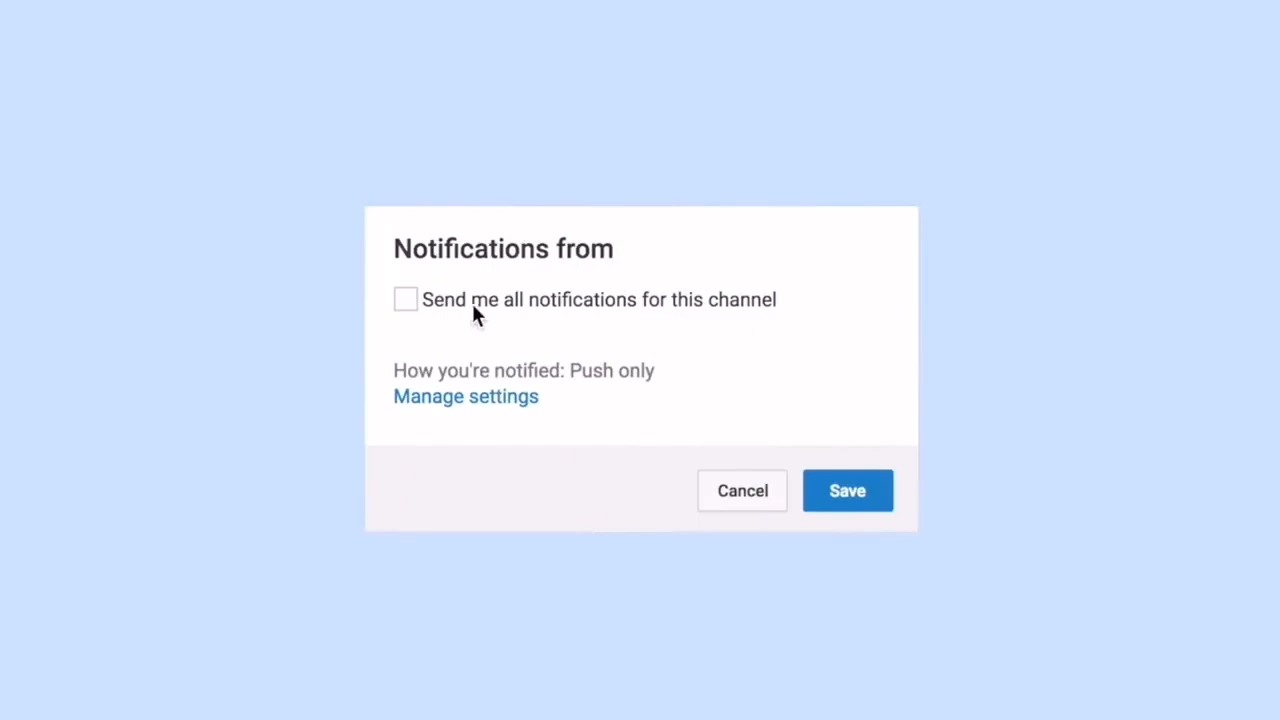 Notifications from
Send me all notifications for this channel
How you're notified: Push only
Manage settings
Cancel
Save